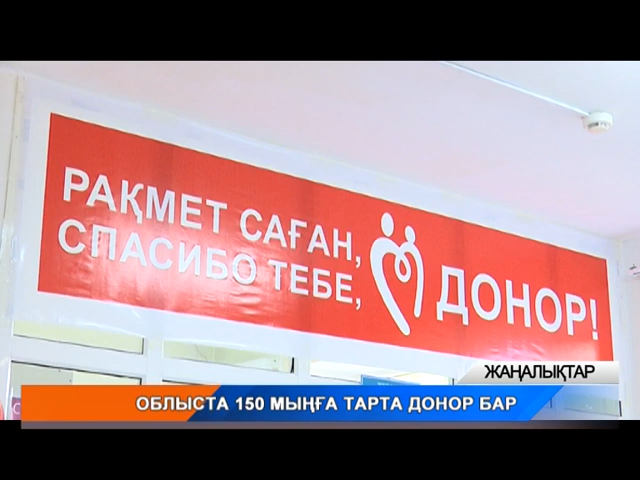 РАҚМЕТ САҒАН,
СПАСИБО ТЕБЕ,
ДОНОР!
ЖАҢАЛЫҚТАР
ОБЛЫСТА 150 МЫҢҒА ТАРТА ДОНОР БАР